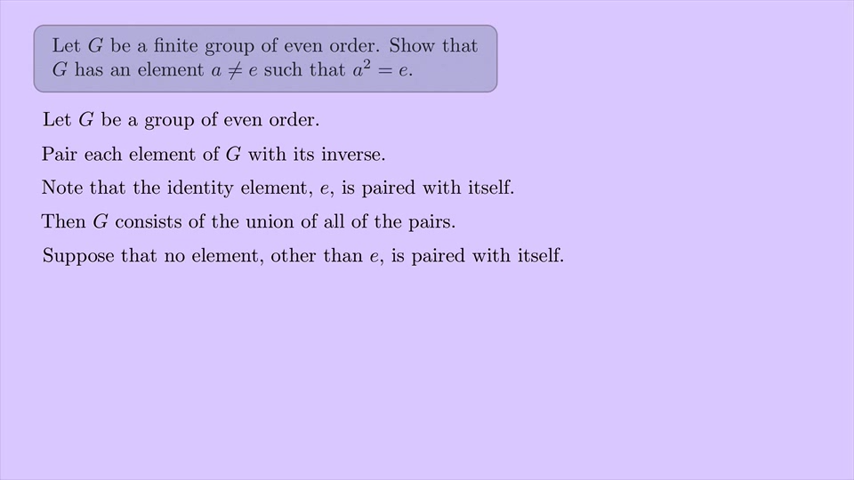 Let G be a finite group of even order. Show that
G has an element a ≠ e such that a² = e.
Let G be a group of even order.
Pair each element of G with its inverse.
Note that the identity element, e, is paired with itself.
Then G consists of the union of all of the pairs.
Suppose that no element, other than e, is paired with itself.